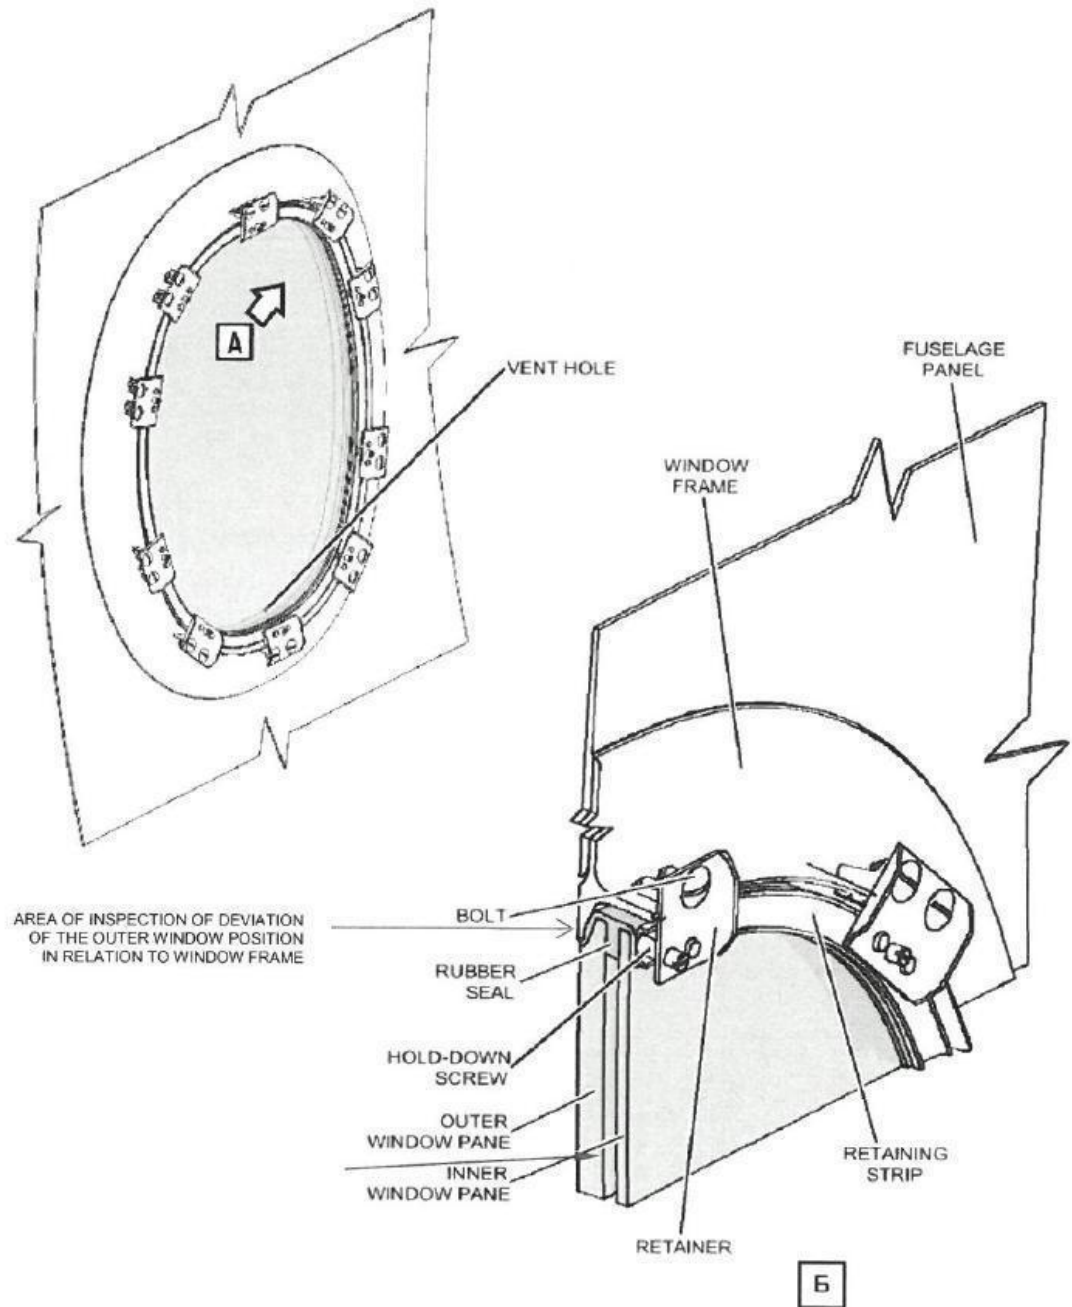 A
VENT HOLE
FUSELAGE
PANEL
WINDOW
FRAME
AREA OF INSPECTION OF DEVIATION
OF THE OUTER WINDOW POSITION
IN RELATION TO WINDOW FRAME
BOLT
RUBBER
SEAL
HOLD-DOWN
SCREW
OUTER
WINDOW PANE
INNER
WINDOW PANE
RETAINING
STRIP
RETAINER
Б